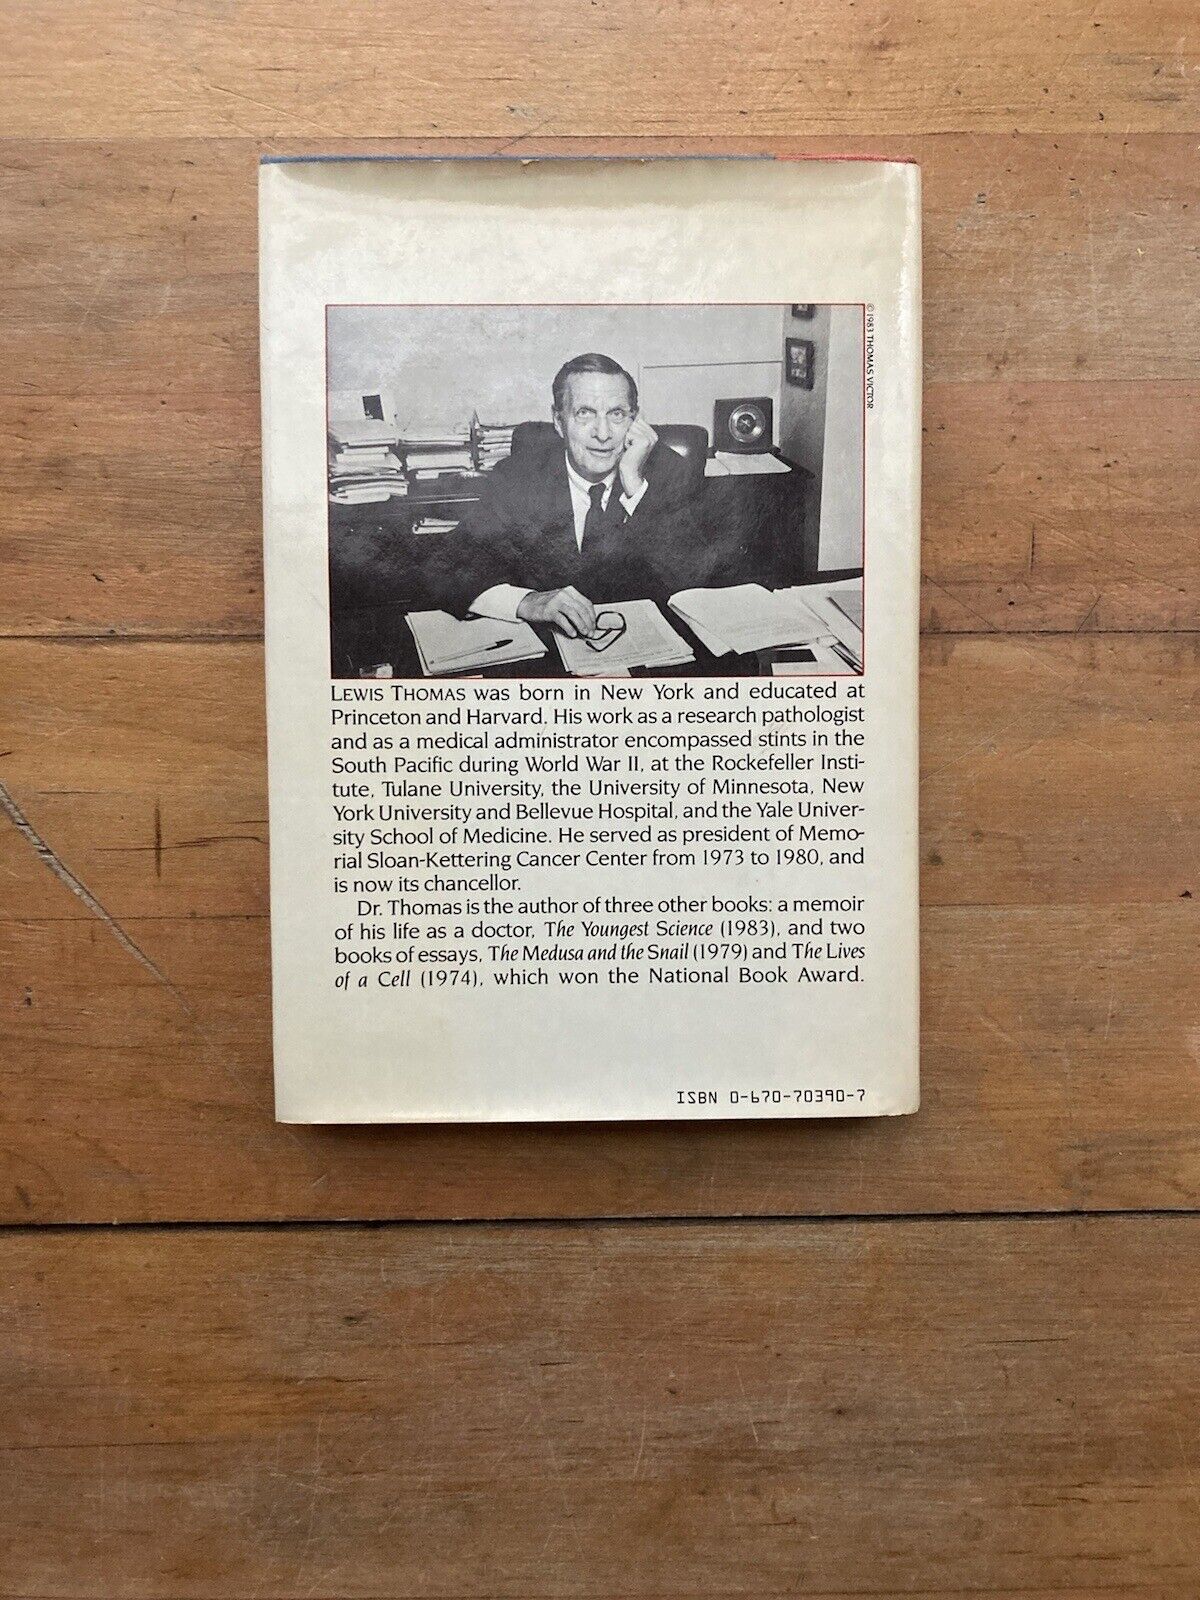 © 1983 THOMAS VICTOR
LEWIS THOMAS was born in New York and educated at
Princeton and Harvard. His work as a research pathologist
and as a medical administrator encompassed stints in the
South Pacific during World War II, at the Rockefeller Insti-
tute, Tulane University, the University of Minnesota, New
York University and Bellevue Hospital, and the Yale Univer-
sity School of Medicine. He served as president of Memo-
rial Sloan-Kettering Cancer Center from 1973 to 1980, and
is now its chancellor.
Dr. Thomas is the author of three other books: a memoir
of his life as a doctor, The Youngest Science (1983), and two
books of essays, The Medusa and the Snail (1979) and The Lives
of a Cell (1974), which won the National Book Award.
ISBN 0-670-70390-7